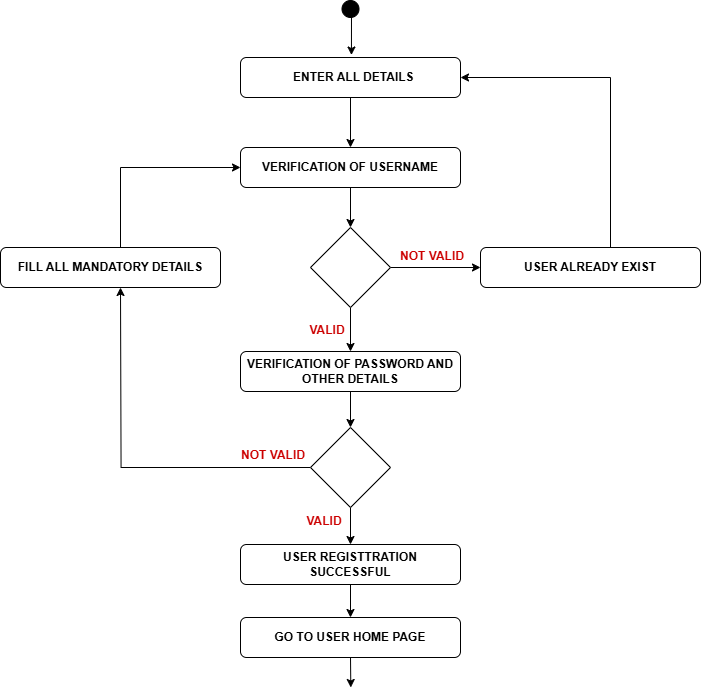 ENTER ALL DETAILS
VERIFICATION OF USERNAME
NOT VALID
FILL ALL MANDATORY DETAILS
USER ALREADY EXIST
VALID
VERIFICATION OF PASSWORD AND
OTHER DETAILS
NOT VALID
VALID
USER REGISTTRATION
SUCCESSFUL
GO TO USER HOME PAGE